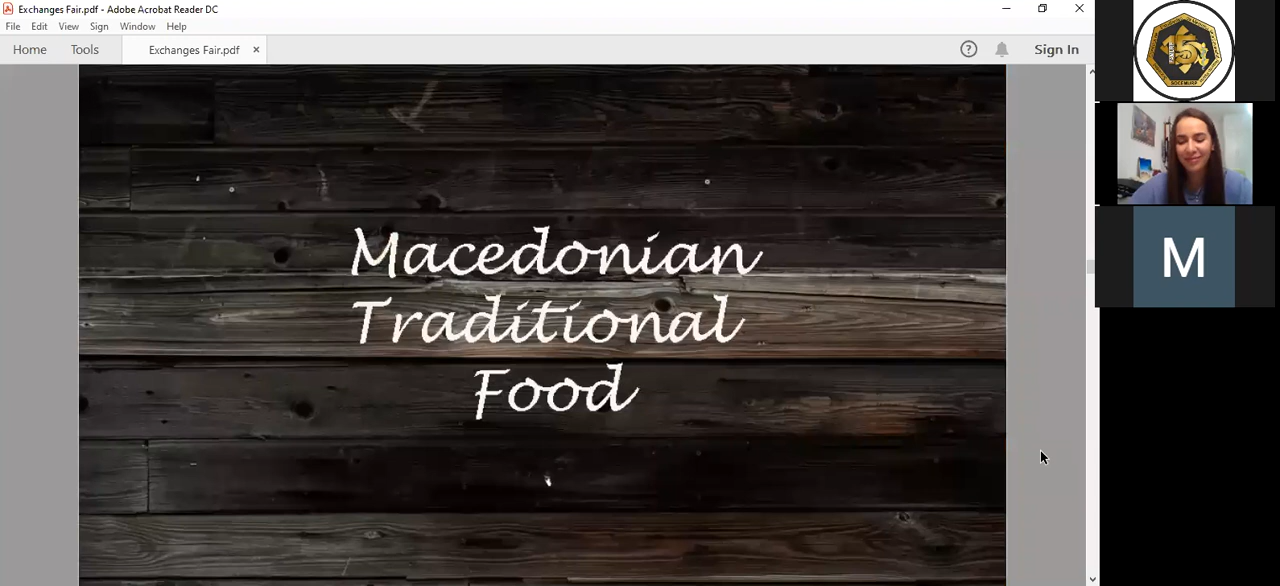 Exchanges Fair.pdf - Adobe Acrobat Reader DC
File Edit View Sign Window Help
Home Tools Exchanges Fair.pdf × Sign In
Macedonian
Traditional
Food
15
M